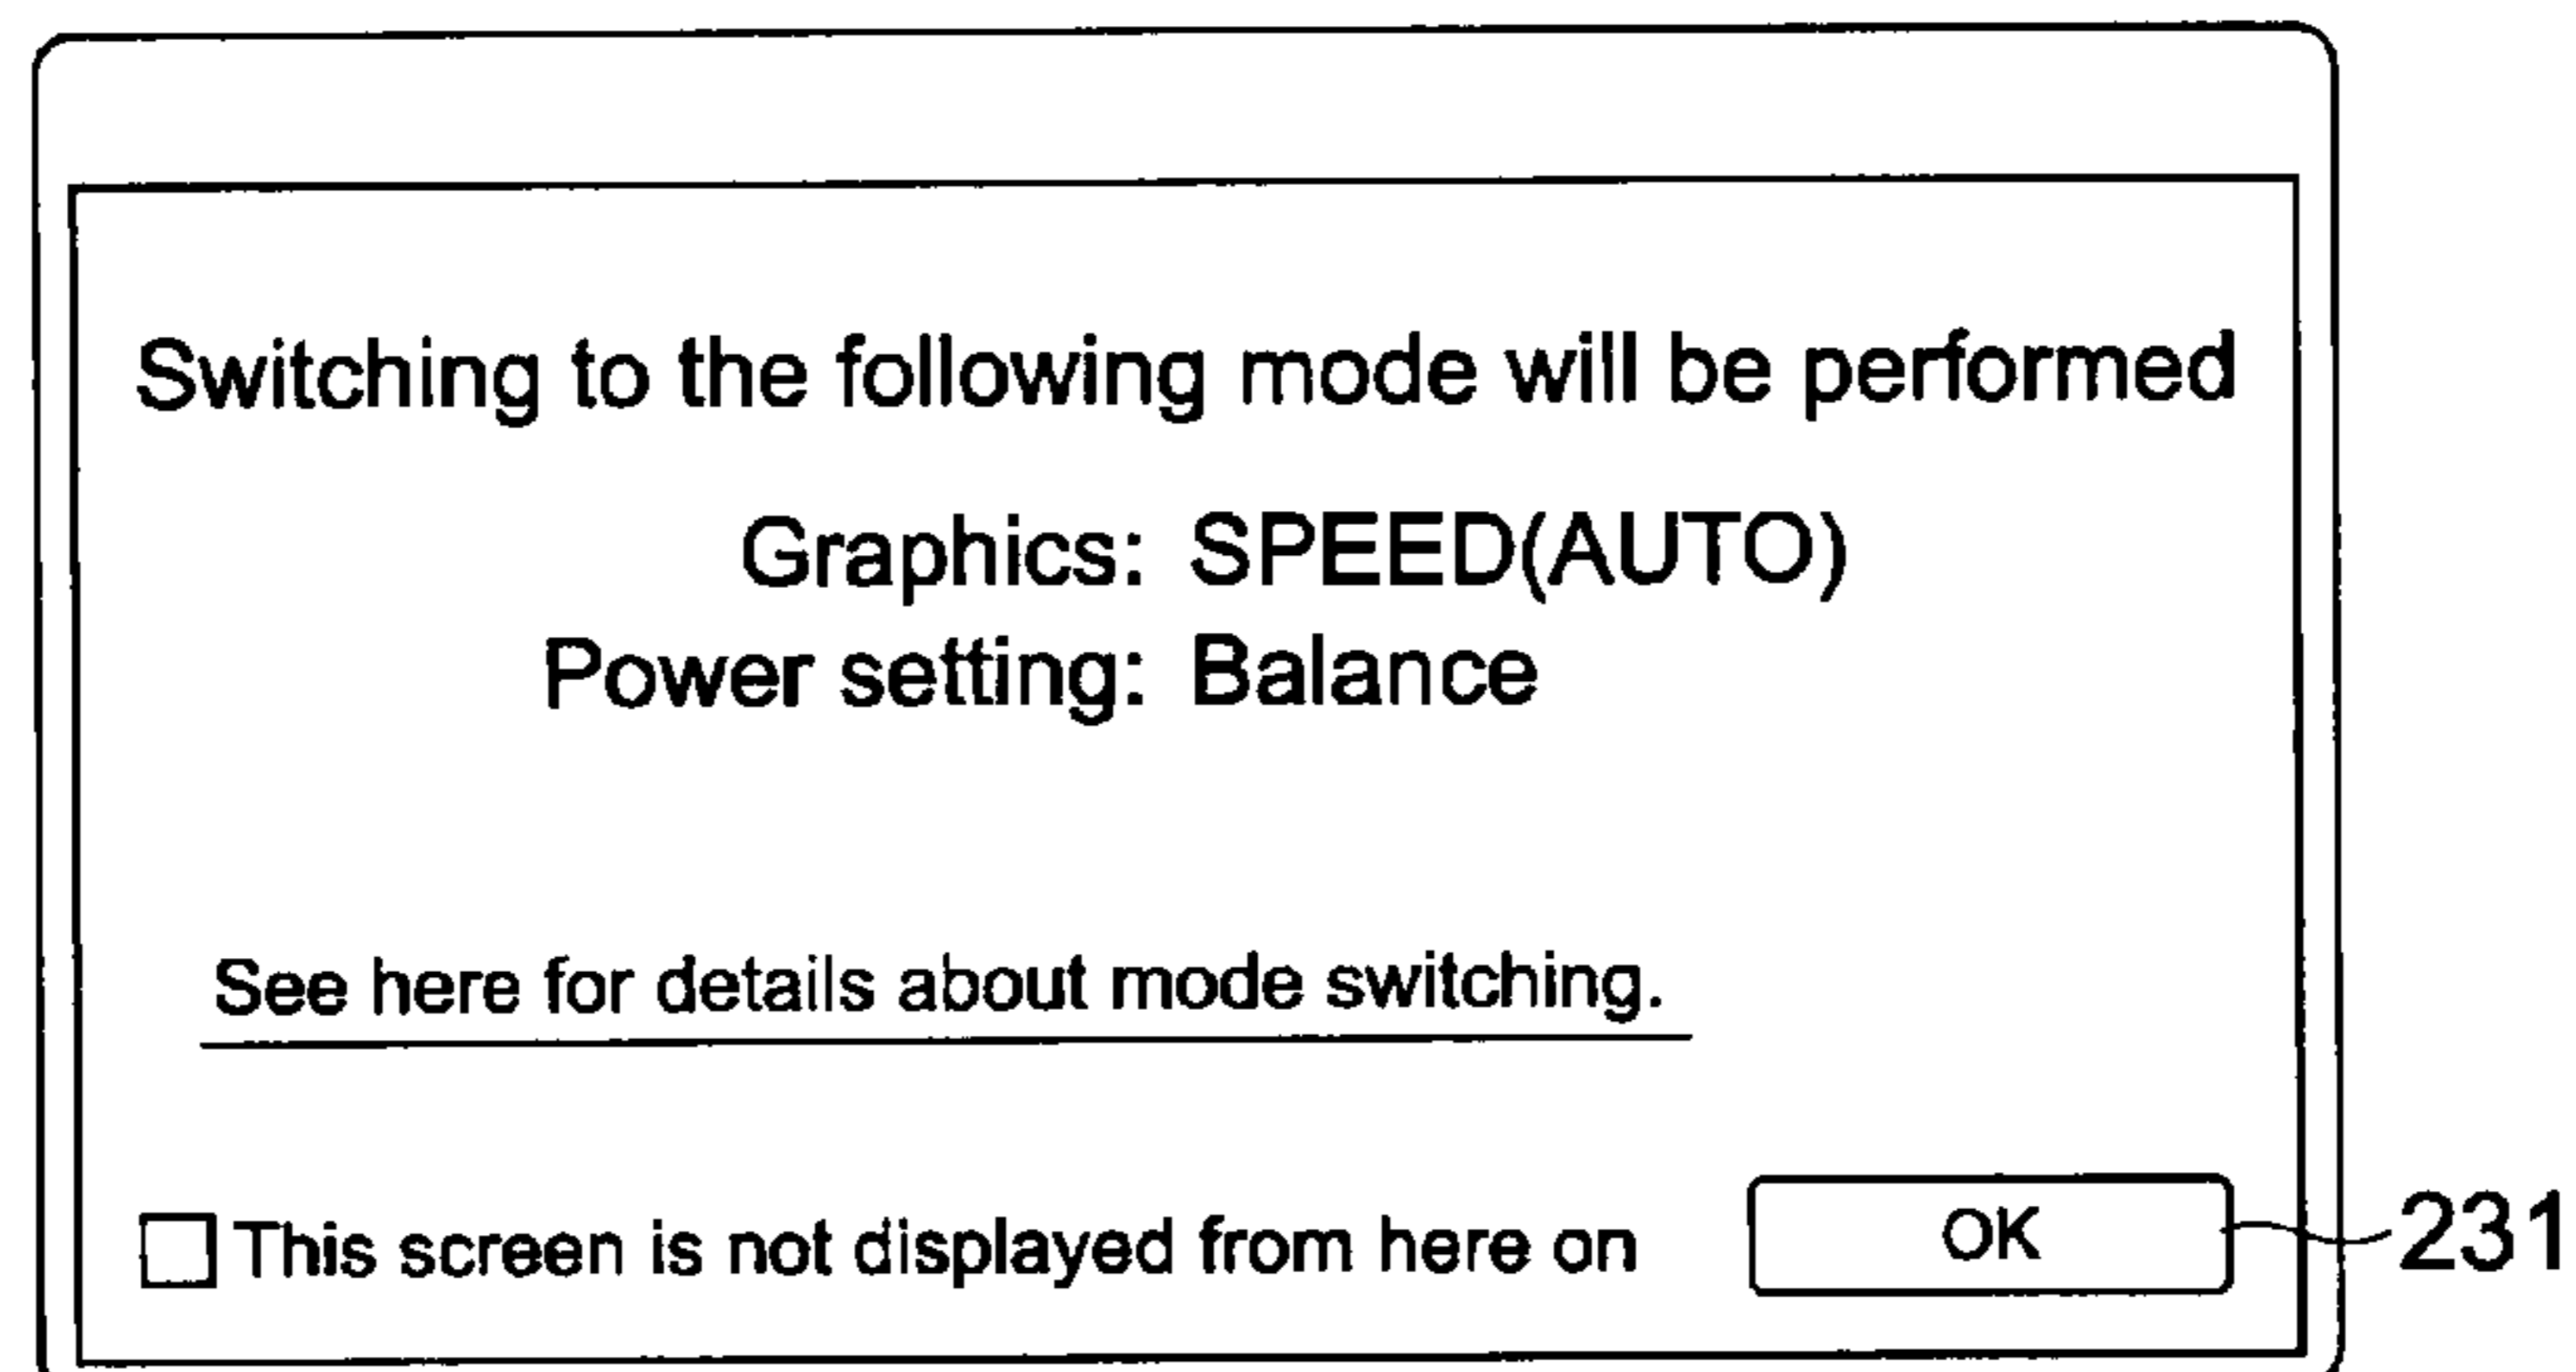 Switching to the following mode will be performed
Graphics: SPEED(AUTO)
Power setting: Balance
See here for details about mode switching.
This screen is not displayed from here on
OK
231